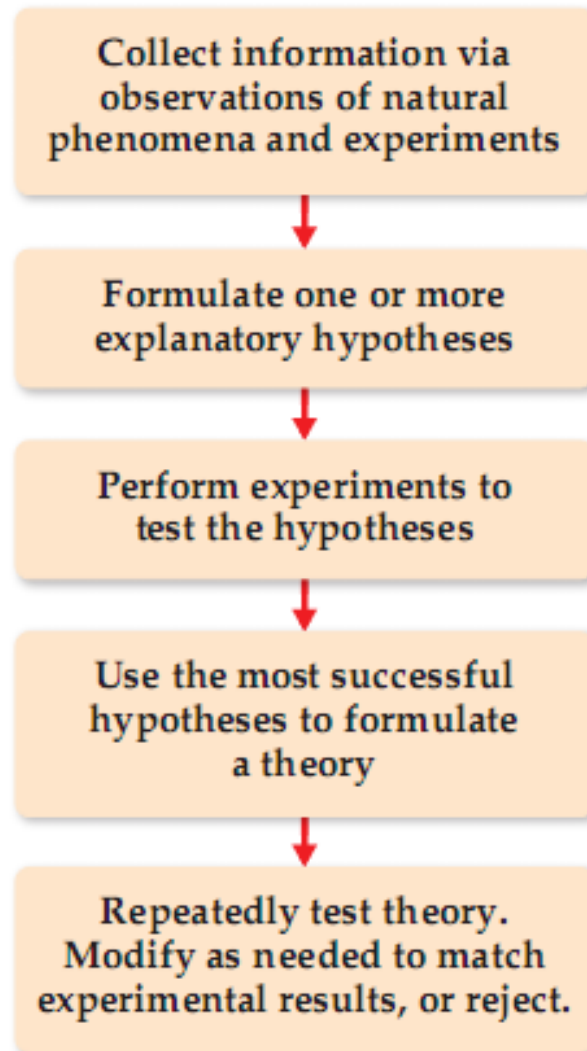 Collect information via
observations of natural
phenomena and experiments
Formulate one or more
explanatory hypotheses
Perform experiments to
test the hypotheses
Use the most successful
hypotheses to formulate
a theory
Repeatedly test theory.
Modify as needed to match
experimental results, or reject.